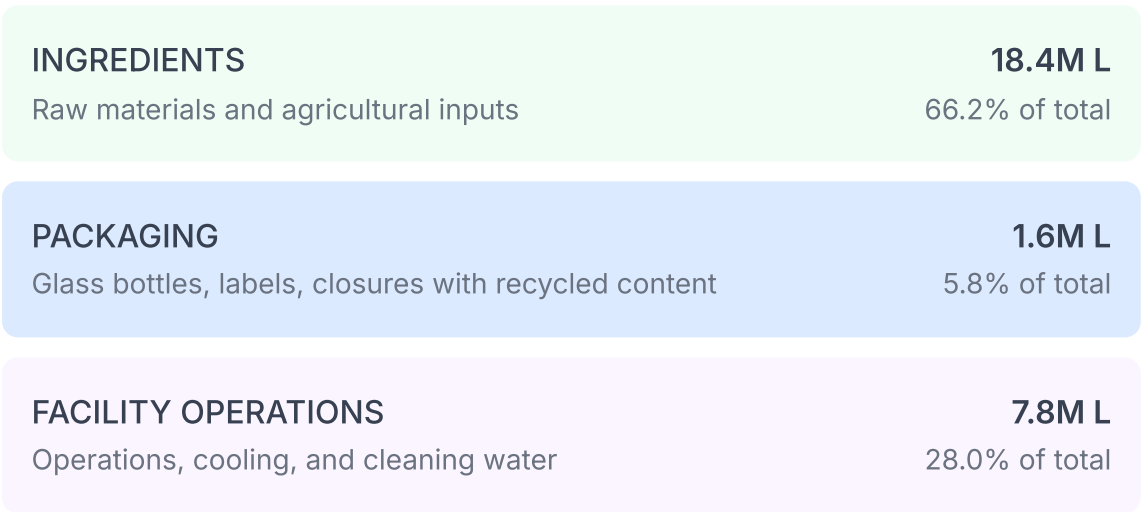 INGREDIENTS 18.4M L
Raw materials and agricultural inputs 66.2% of total
PACKAGING 1.6M L
Glass bottles, labels, closures with recycled content 5.8% of total
FACILITY OPERATIONS 7.8M L
Operations, cooling, and cleaning water 28.0% of total